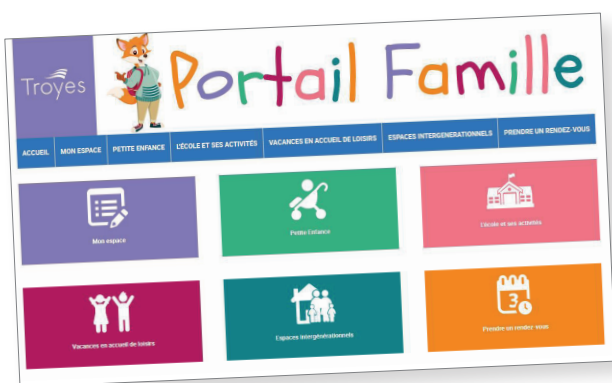 Troyes
Portail Famille
ACCUEIL MON ESPACE PETITE ENFANCE L'ÉCOLE ET SES ACTIVITÉS VACANCES EN ACCUEIL DE LOISIRS ESPACES INTERGENERATIONNELS PRENDRE UN RENDEZ-VOUS
Mon espace
Petite Enfance
L'école et ses activités
Vacances en accueil de loisirs
Espaces intergénérationnels
3
Prendre un rendez-vous